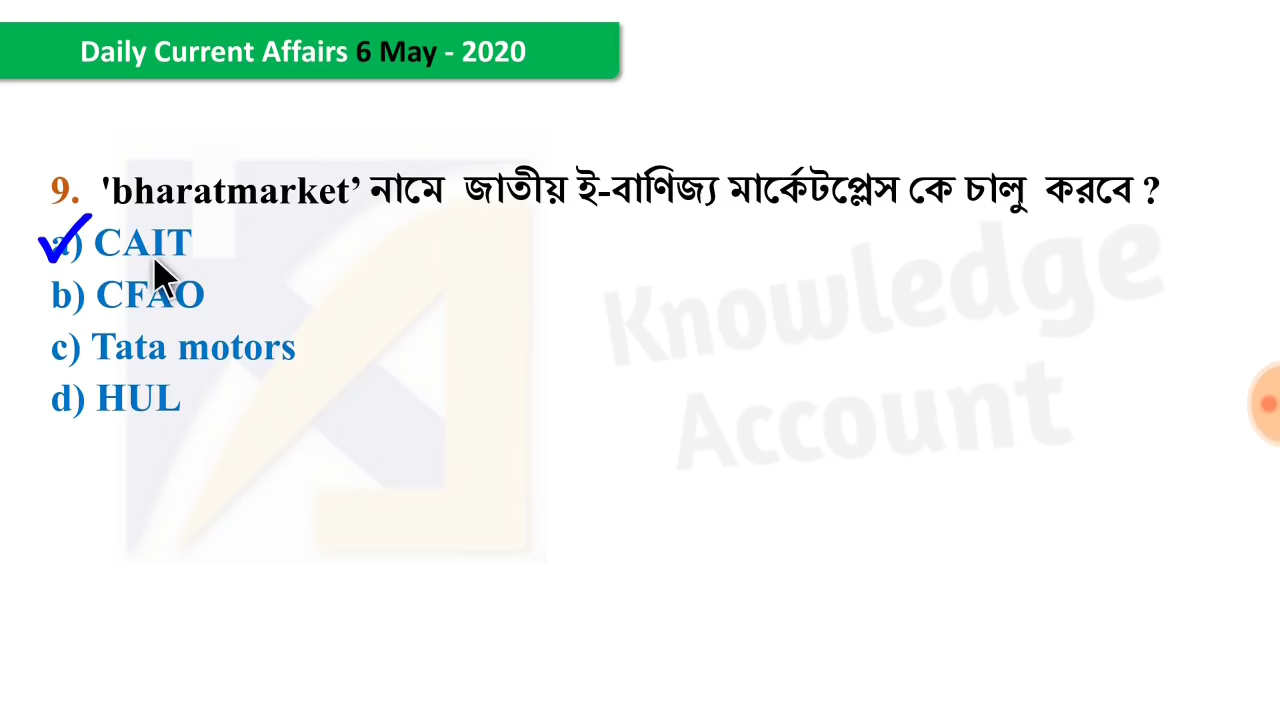 Daily Current Affairs 6 May - 2020
9. 'bharatmarket’ নামে জাতীয় ই-বাণিজ্য মার্কেটপ্লেস কে চালু করবে ?
a) CAIT
b) CFAO
c) Tata motors
d) HUL
Knowledge
Account